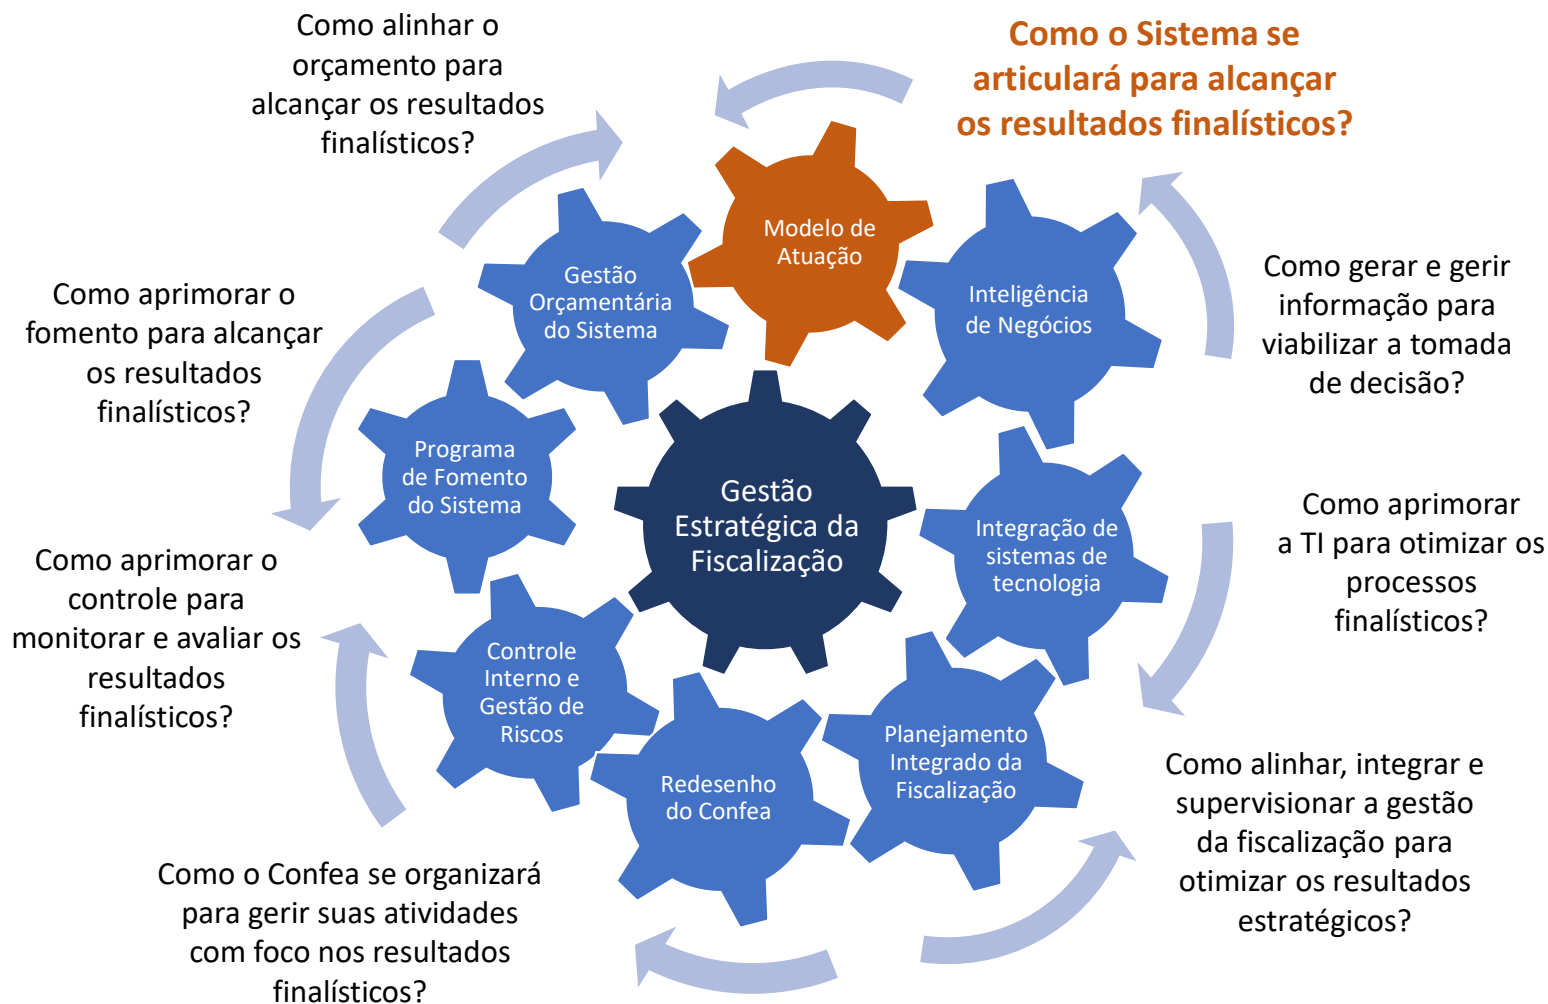 Como alinhar o
orçamento para
alcançar os resultados
finalísticos?
Como o Sistema se
articulará para alcançar
os resultados finalísticos?
Modelo de
Atuação
Gestão
Orçamentária
do Sistema
Inteligência
de Negócios
Como gerar e gerir
informação para
viabilizar a tomada
de decisão?
Como aprimorar o
fomento para alcançar
os resultados
finalísticos?
Programa
de Fomento
do Sistema
Gestão
Estratégica da
Fiscalização
Integração de
sistemas de
tecnologia
Como aprimorar
a TI para otimizar os
processos
finalísticos?
Como aprimorar o
controle para
monitorar e avaliar os
resultados
finalísticos?
Controle
Interno e
Gestão de
Riscos
Redesenho
do Confea
Planejamento
Integrado da
Fiscalização
Como alinhar, integrar e
supervisionar a gestão
da fiscalização para
otimizar os resultados
estratégicos?
Como o Confea se organizará
para gerir suas atividades
com foco nos resultados
finalísticos?